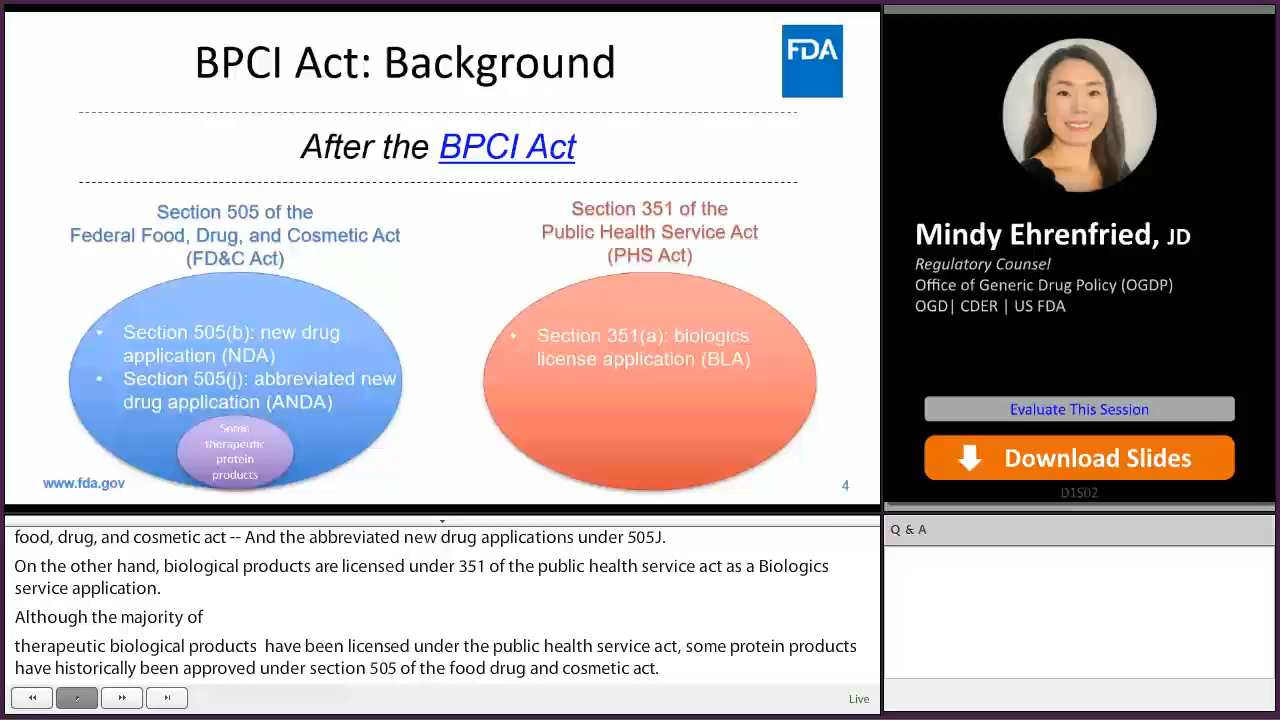 BPCI Act: Background
FDA
After the BPCI Act
Section 505 of the
Federal Food, Drug, and Cosmetic Act
(FD&C Act)
• Section 505(b): new drug
application (NDA)
• Section 505(j): abbreviated new
drug application (ANDA)
Some
therapeutic
protein
products
Section 351 of the
Public Health Service Act
(PHS Act)
• Section 351(a): biologics
license application (BLA)
www.fda.gov
4
Mindy Ehrenfried, JD
Regulatory Counsel
Office of Generic Drug Policy (OGDP)
OGD| CDER | US FDA
Evaluate This Session
Download Slides
D1S02
food, drug, and cosmetic act -- And the abbreviated new drug applications under 505J.
On the other hand, biological products are licensed under 351 of the public health service act as a Biologics
service application.
Although the majority of
therapeutic biological products have been licensed under the public health service act, some protein products
have historically been approved under section 505 of the food drug and cosmetic act.
Live
Q & A